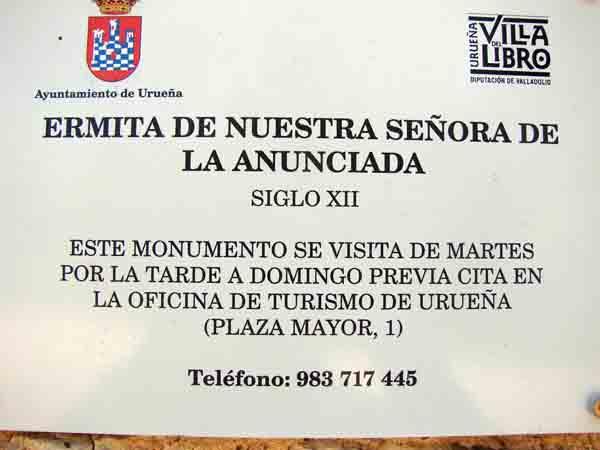 Ayuntamiento de Urueña
URUEÑA
VILLA
DEL
LIBRO
DIPUTACIÓN DE VALLADOLID
ERMITA DE NUESTRA SEÑORA DE
LA ANUNCIADA
SIGLO XII
ESTE MONUMENTO SE VISITA DE MARTES
POR LA TARDE A DOMINGO PREVIA CITA EN
LA OFICINA DE TURISMO DE URUEÑA
(PLAZA MAYOR, 1)
Teléfono: 983 717 445